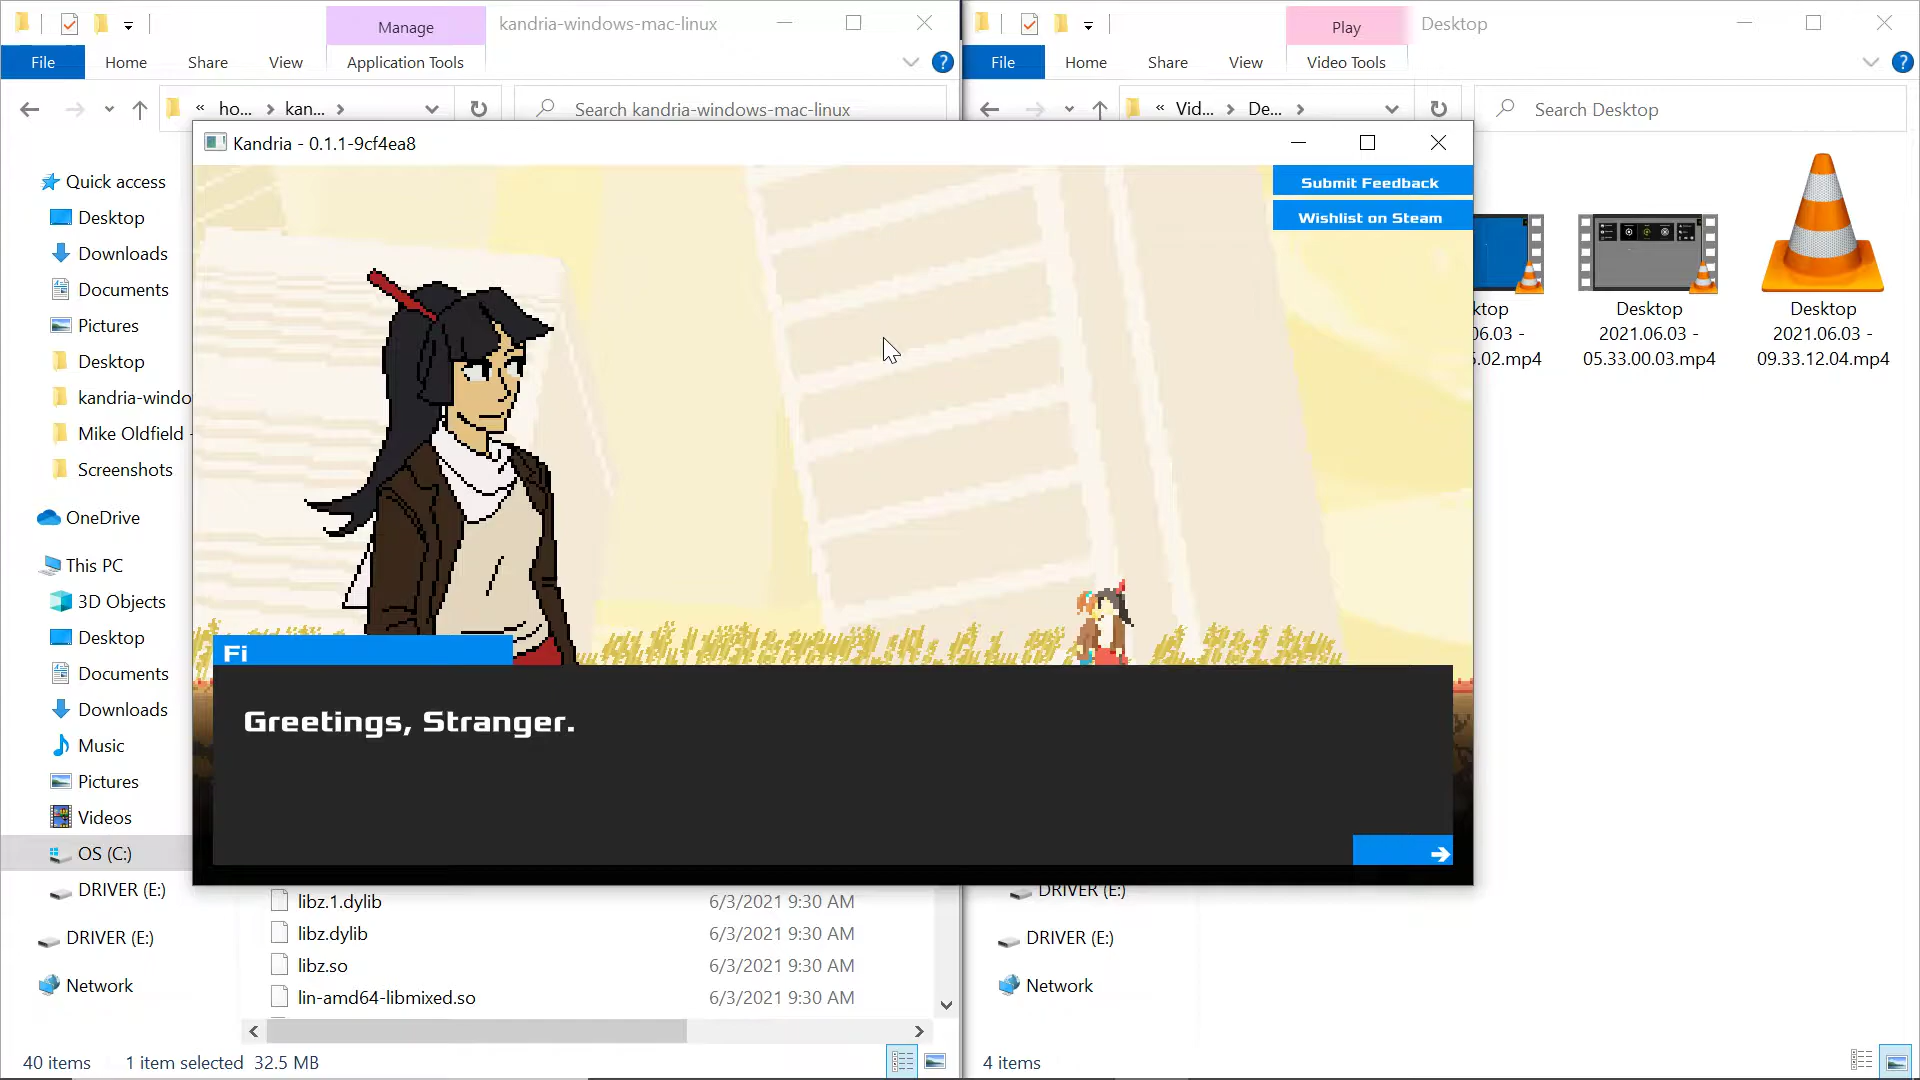 Manage
kandria-windows-mac-linux
Play
Desktop
File
Home
Share
View
Application Tools
File
Home
Share
View
Video Tools
« ho... > kan... >
Search kandria-windows-mac-linux
« Vid... > De... >
Search Desktop
Kandria - 0.1.1-9cf4ea8
Submit Feedback
Wishlist on Steam
Quick access
Desktop
Downloads
Documents
Pictures
Desktop
kandria-windo
Mike Oldfield -
Screenshots
OneDrive
This PC
3D Objects
Desktop
Documents
Downloads
Music
Pictures
Videos
OS (C:)
DRIVER (E:)
DRIVER (E:)
Network
Fi
Greetings, Stranger.
ktop
06.03 -
5.02.mp4
Desktop
2021.06.03 -
05.33.00.03.mp4
Desktop
2021.06.03 -
09.33.12.04.mp4
libz.1.dylib 6/3/2021 9:30 AM
libz.dylib 6/3/2021 9:30 AM
libz.so 6/3/2021 9:30 AM
lin-amd64-libmixed.so 6/3/2021 9:30 AM
DRIVER (E:)
DRIVER (E:)
Network
40 items 1 item selected 32.5 MB
4 items